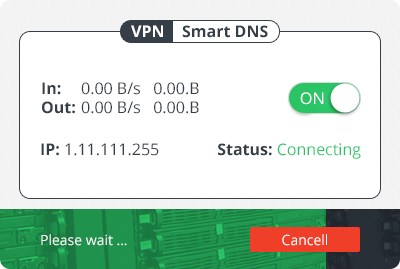 VPN Smart DNS
In: 0.00 B/s 0.00.B
Out: 0.00 B/s 0.00.B
ON
IP: 1.11.111.255
Status: Connecting
Please wait ...
Cancell